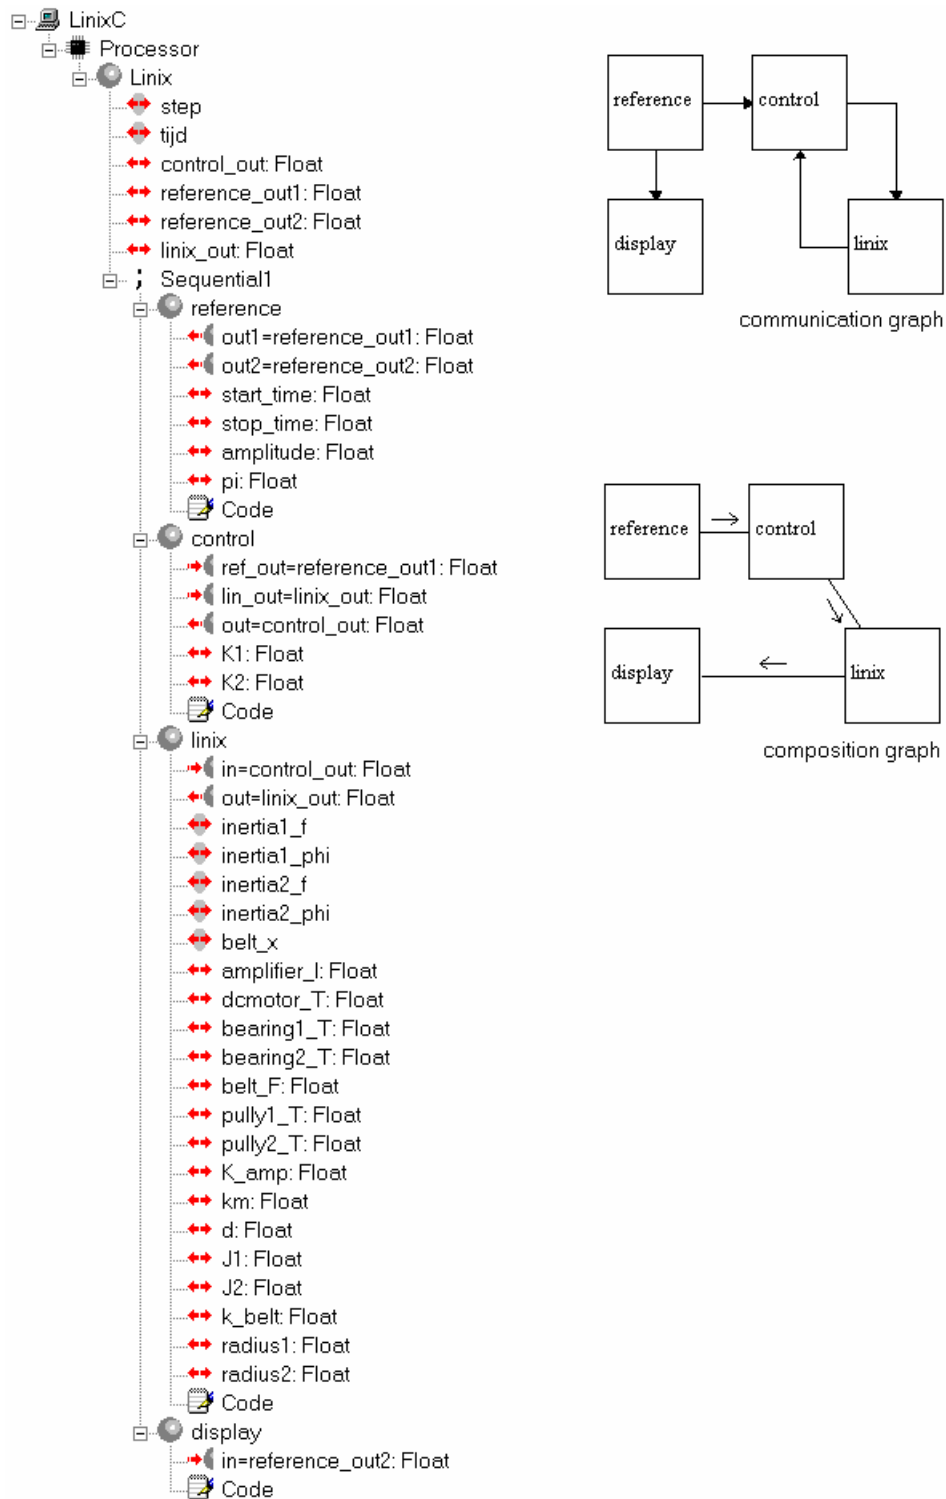 LinixC
Processor
Linix
step
tijd
control_out: Float
reference_out1: Float
reference_out2: Float
linix_out: Float
; Sequential1
reference
out1=reference_out1: Float
out2=reference_out2: Float
start_time: Float
stop_time: Float
amplitude: Float
pi: Float
Code
control
ref_out=reference_out1: Float
lin_out=linix_out: Float
out=control_out: Float
K1: Float
K2: Float
Code
linix
in=control_out: Float
out=linix_out: Float
inertia1_f
inertia1_phi
inertia2_f
inertia2_phi
belt_x
amplifier_I: Float
dcmotor_T: Float
bearing1_T: Float
bearing2_T: Float
belt_F: Float
pully1_T: Float
pully2_T: Float
K_amp: Float
km: Float
d: Float
J1: Float
J2: Float
k_belt: Float
radius1: Float
radius2: Float
Code
display
in=reference_out2: Float
Code
reference
control
display
linix
communication graph
reference
control
display
linix
composition graph